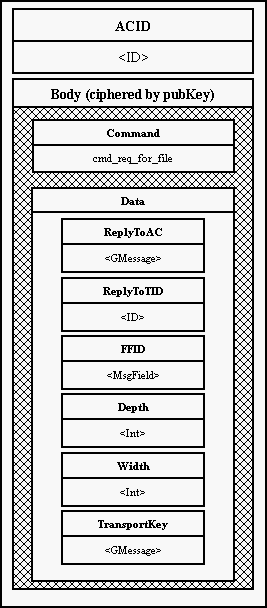 ACID
<ID>
Body (ciphered by pubKey)
Command
cmd_req_for_file
Data
ReplyToAC
<GMessage>
ReplyToTID
<ID>
FFID
<MsgField>
Depth
<Int>
Width
<Int>
TransportKey
<GMessage>